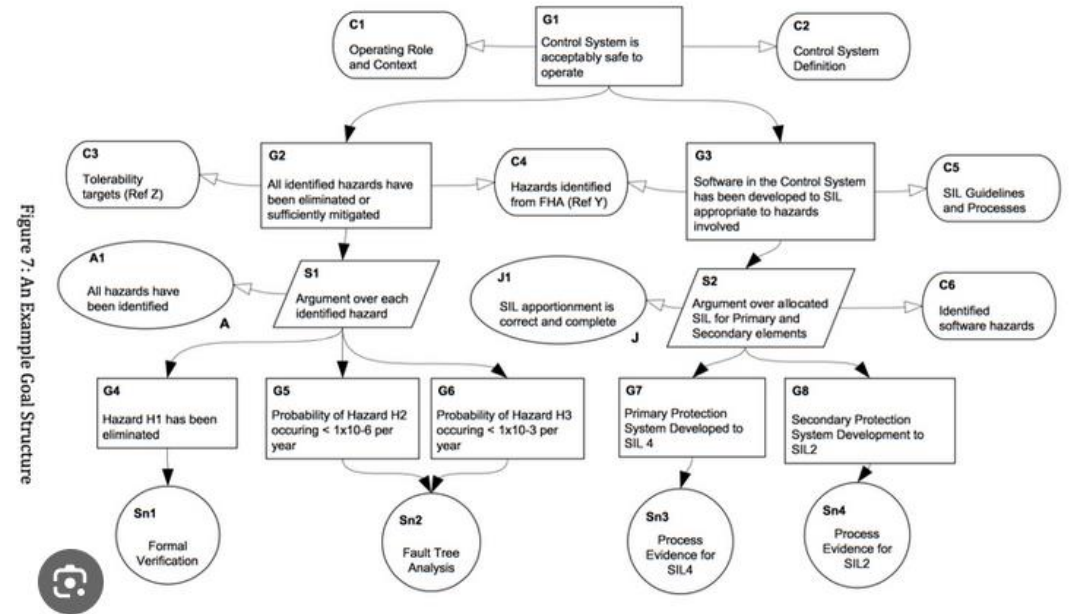 C1
Operating Role
and Context
G1
Control System is
acceptably safe to
operate
C2
Control System
Definition
C3
Tolerability
targets (Ref Z)
G2
All identified hazards have
been eliminated or
sufficiently mitigated
C4
Hazards identified
from FHA (Ref Y)
G3
Software in the Control System
has been developed to SIL
appropriate to hazards
involved
C5
SIL Guidelines
and Processes
A1
All hazards have
been identified
A
S1
Argument over each
identified hazard
J1
SIL apportionment is
correct and complete
J
S2
Argument over allocated
SIL for Primary and
Secondary elements
C6
Identified
software hazards
G4
Hazard H1 has been
eliminated
G5
Probability of Hazard H2
occuring < 1x10-6 per
year
G6
Probability of Hazard H3
occuring < 1x10-3 per
year
G7
Primary Protection
System Developed to
SIL 4
G8
Secondary Protection
System Development to
SIL2
Sn1
Formal
Verification
Sn2
Fault Tree
Analysis
Sn3
Process
Evidence for
SIL4
Sn4
Process
Evidence for
SIL2
Figure 7: An Example Goal Structure